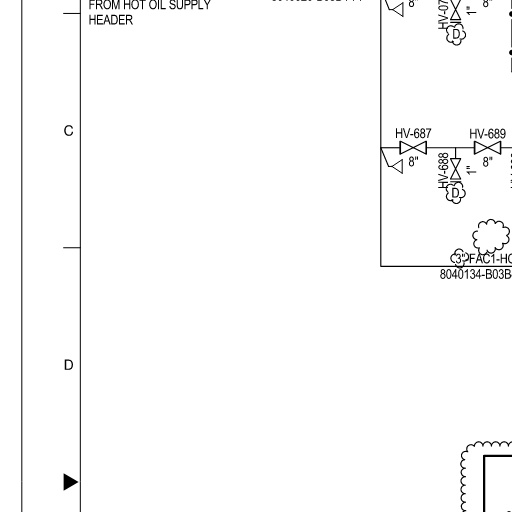 FROM HOT OIL SUPPLY
HEADER
8"
HV-07
1"
8"
D
C
HV-687
HV-689
8"
HV-688
1"
8"
D
3"
FAC1-HO
8040134-B03B
D